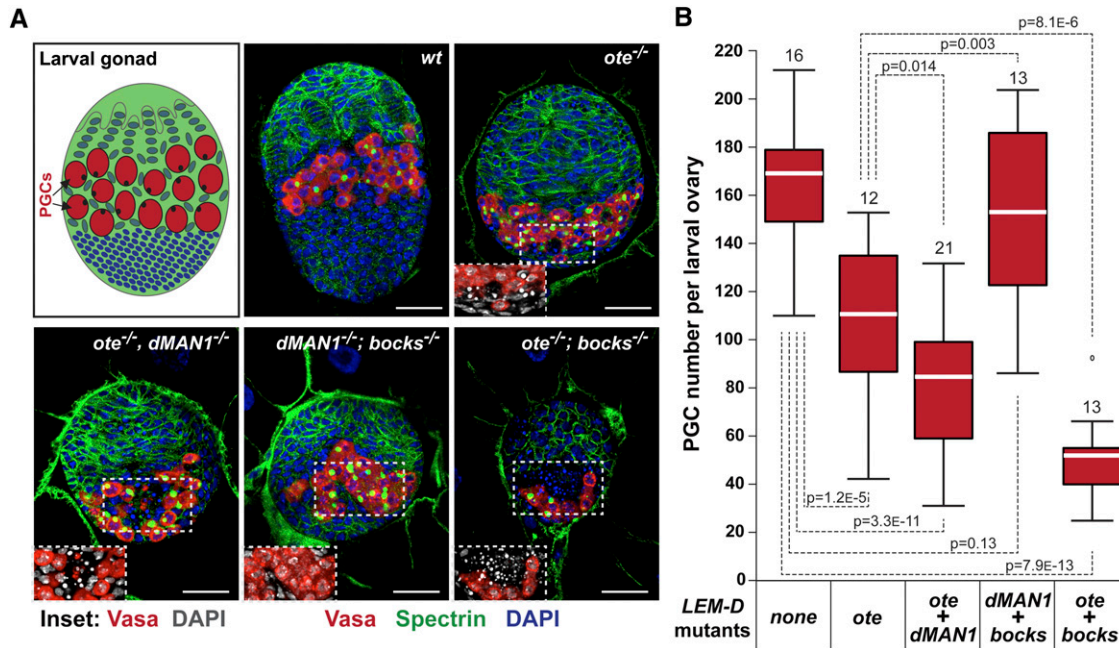 A
Larval gonad
PGCs
wt
ote-/-
ote-/-, dMAN1-/-
dMAN1-/-; bocks-/-
ote-/-; bocks-/-
Inset: Vasa DAPI
Vasa Spectrin DAPI
B
PGC number per larval ovary
220
200
180
160
140
120
100
80
60
40
20
0
p=8.1E-6
p=0.003
p=0.014
16
12
21
13
13
p=1.2E-5
p=3.3E-11
p=0.13
p=7.9E-13
LEM-D
mutants
none
ote
ote
+
dMAN1
dMAN1
+
bocks
ote
+
bocks